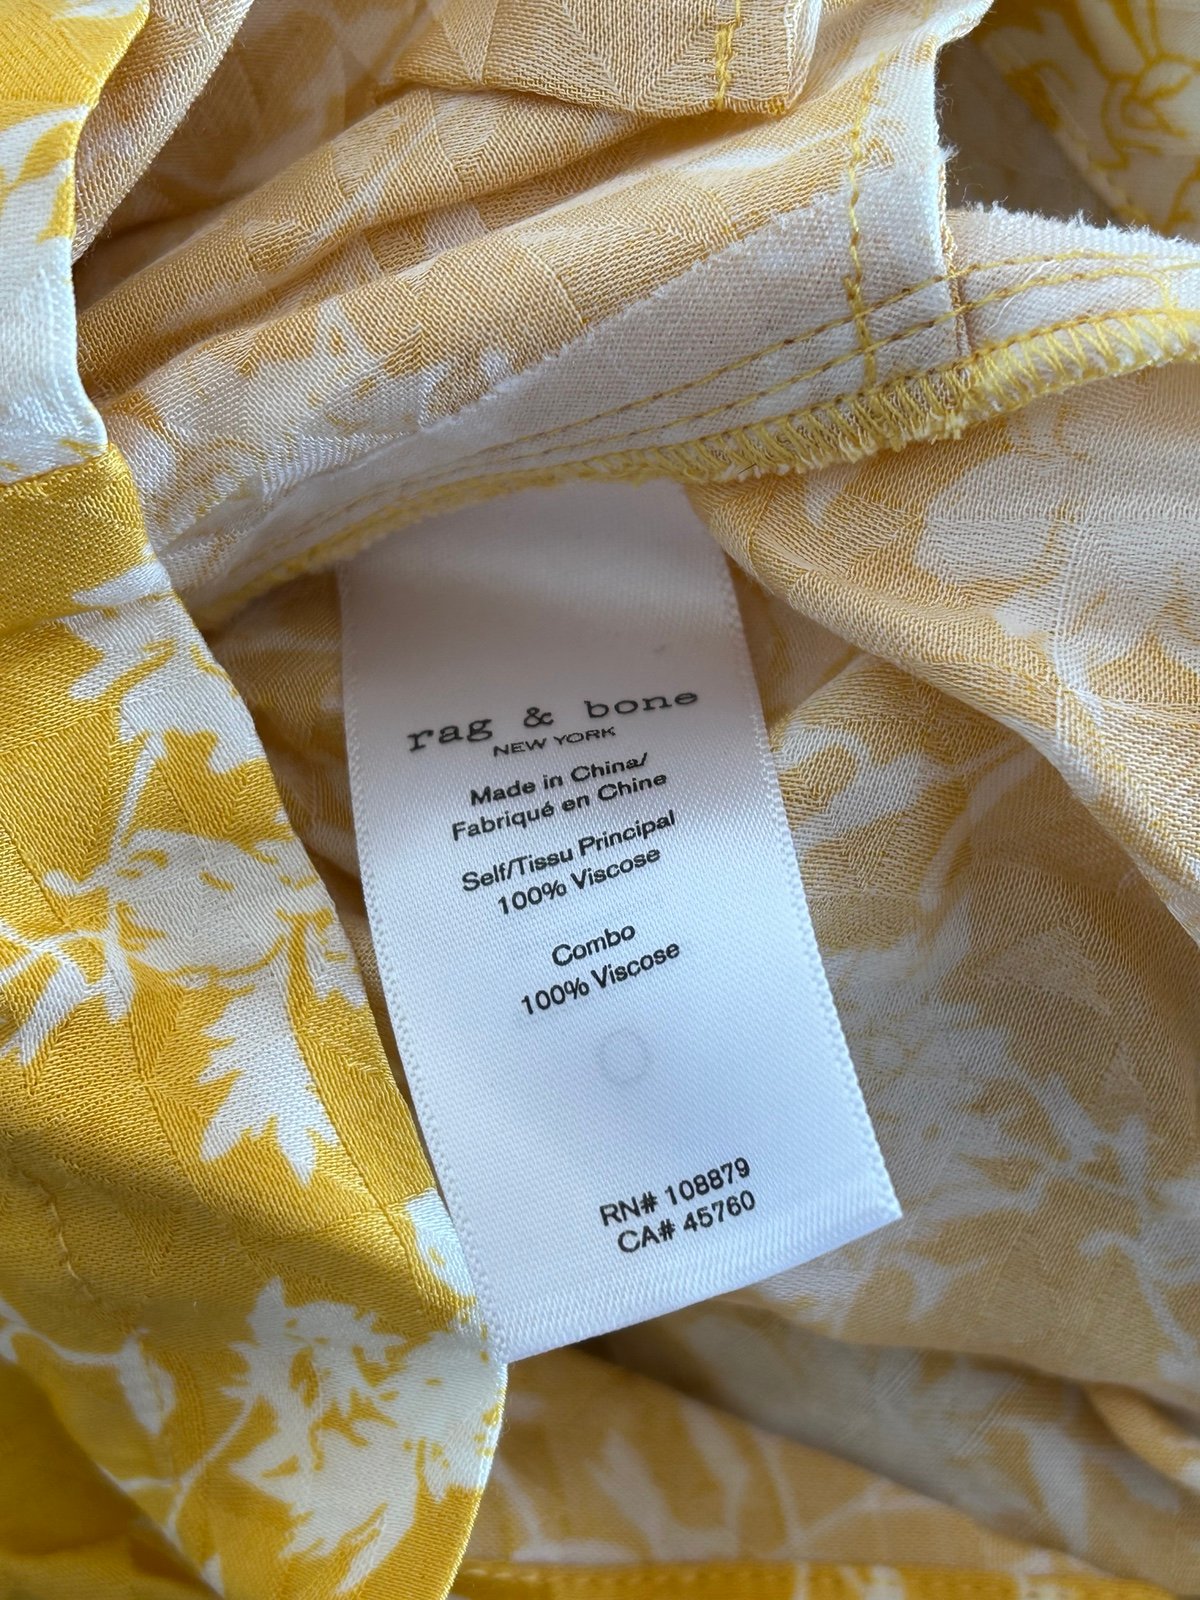 rag & bone
NEW YORK
Made in China/
Fabriqué en Chine
Self/Tissu Principal
100% Viscose
Combo
100% Viscose
RN# 108879
CA# 45760